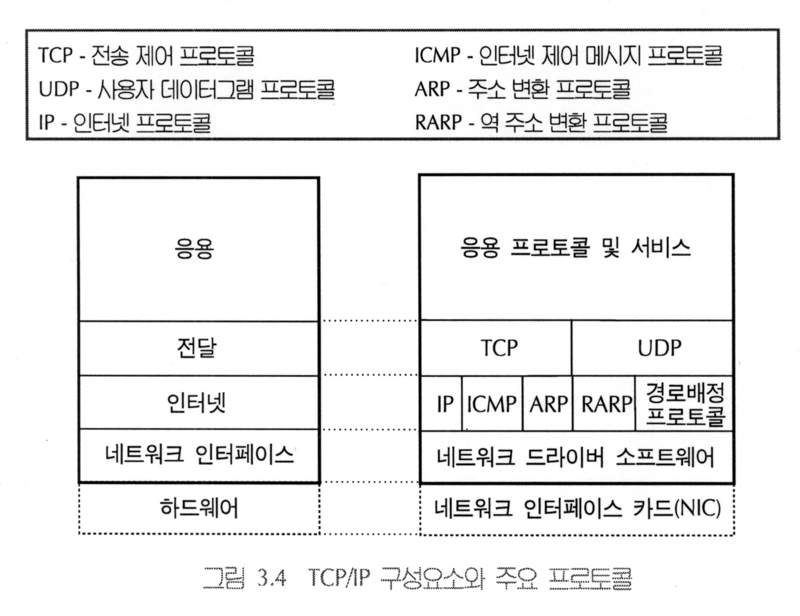 TCP - 전송 제어 프로토콜
ICMP - 인터넷 제어 메시지 프로토콜
UDP - 사용자 데이터그램 프로토콜
ARP - 주소 변환 프로토콜
IP - 인터넷 프로토콜
RARP - 역 주소 변환 프로토콜
응용
응용 프로토콜 및 서비스
전달
TCP
UDP
인터넷
IP
ICMP
ARP
RARP
경로배정
프로토콜
네트워크 인터페이스
네트워크 드라이버 소프트웨어
하드웨어
네트워크 인터페이스 카드(NIC)
그림 3.4 TCP/IP 구성요소와 주요 프로토콜